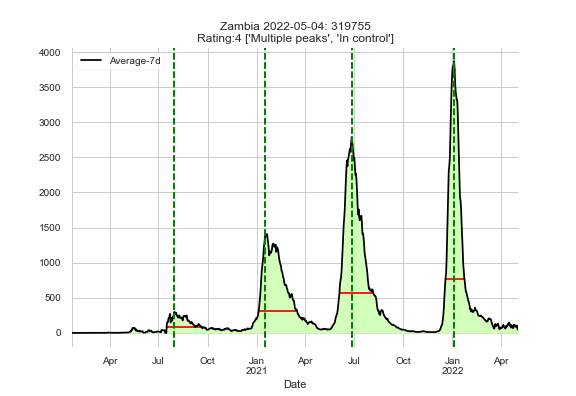 Zambia 2022-05-04: 319755
Rating:4 ['Multiple peaks', 'In control']
Average-7d
4000
3500
3000
2500
2000
1500
1000
500
0
Apr
Jul
Oct
Jan
2021
Apr
Jul
Oct
Jan
2022
Apr
Date